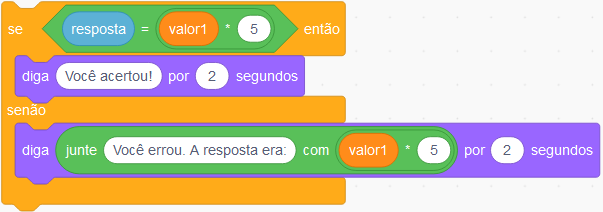 se resposta = valor1 * 5 então
diga Você acertou! por 2 segundos
senão
diga junte Você errou. A resposta era: com valor1 * 5 por 2 segundos